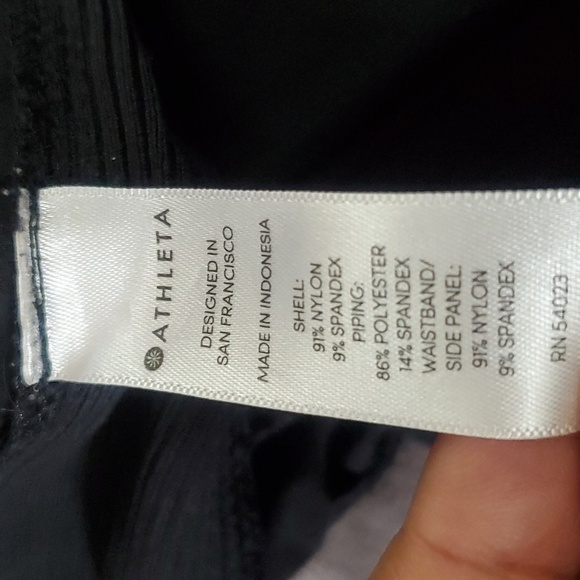 ATHLETA
DESIGNED IN
SAN FRANCISCO
MADE IN INDONESIA
SHELL:
91% NYLON
9% SPANDEX
PIPING:
86% POLYESTER
14% SPANDEX
WAISTBAND/
SIDE PANEL:
91% NYLON
9% SPANDEX
RN 54023